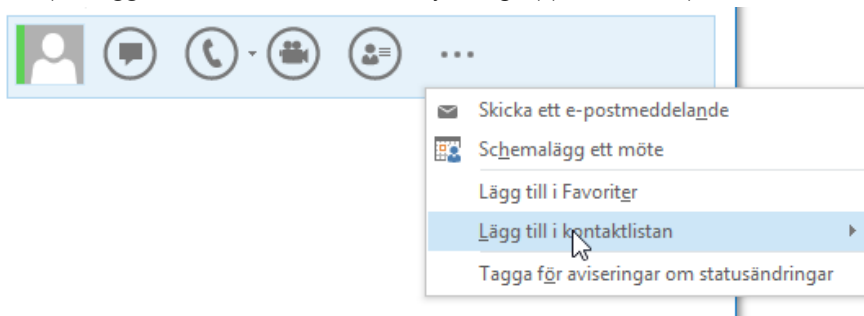 Skicka ett e-postmeddelande
Schemalägg ett möte
Lägg till i Favoriter
Lägg till i kontaktlistan
Tagga för aviseringar om statusändringar